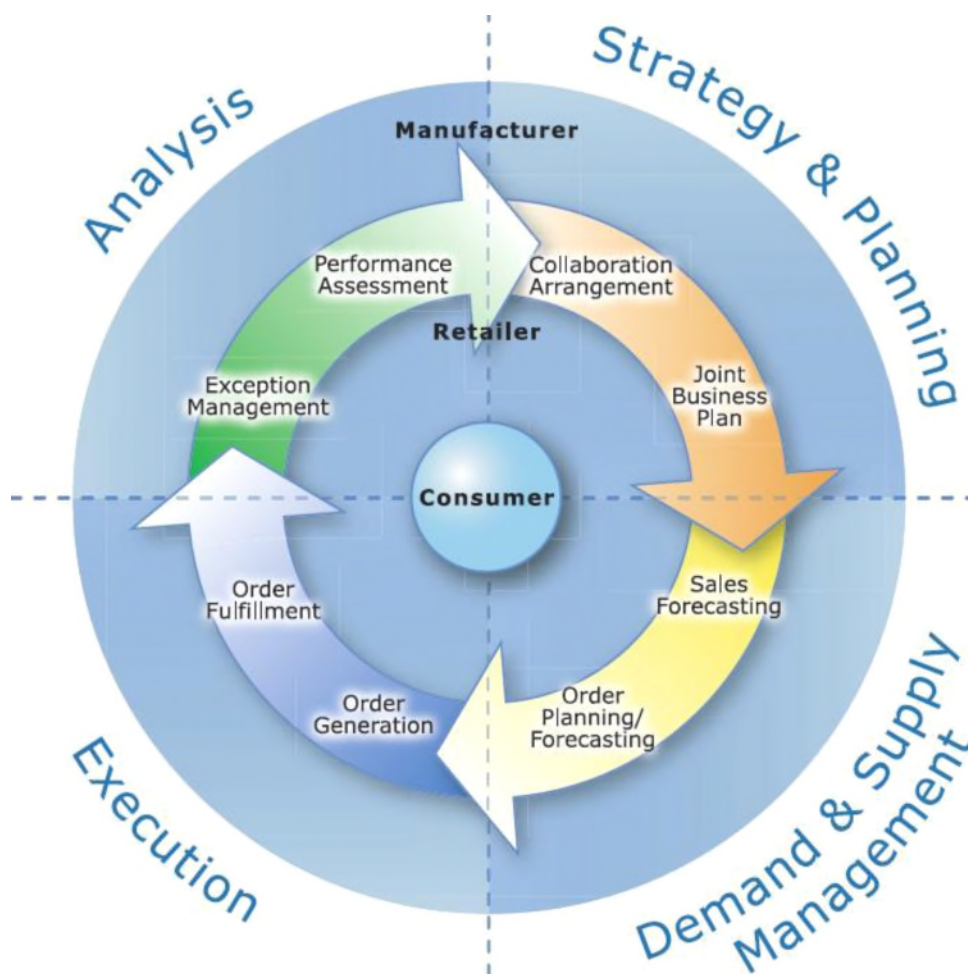 Strategy & Planning
Analysis
Manufacturer
Performance
Assessment
Collaboration
Arrangement
Retailer
Exception
Management
Joint
Business
Plan
Consumer
Order
Fulfillment
Sales
Forecasting
Order
Generation
Order
Planning/
Forecasting
Execution
Demand & Supply
Management